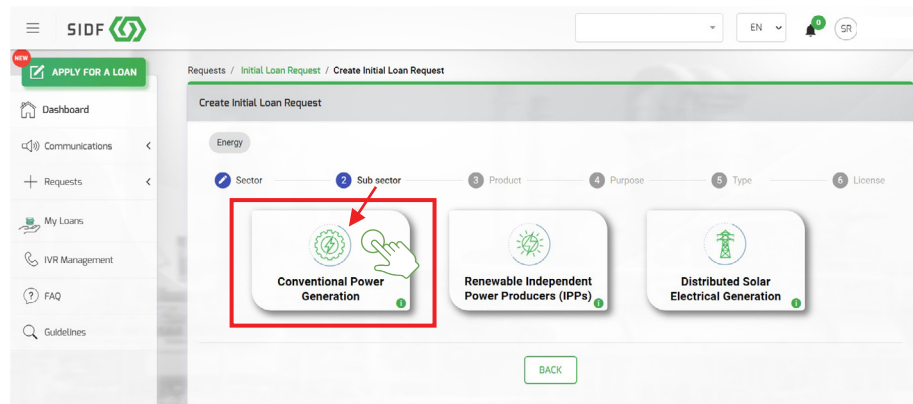 SIDF
EN
0
SR
NEW
APPLY FOR A LOAN
Dashboard
Communications
Requests
My Loans
IVR Management
FAQ
Guidelines
Requests / Initial Loan Request / Create Initial Loan Request
Create Initial Loan Request
Energy
Sector
2 Sub sector
3 Product
4 Purpose
5 Type
6 License
Conventional Power
Generation
Renewable Independent
Power Producers (IPPs)
Distributed Solar
Electrical Generation
BACK